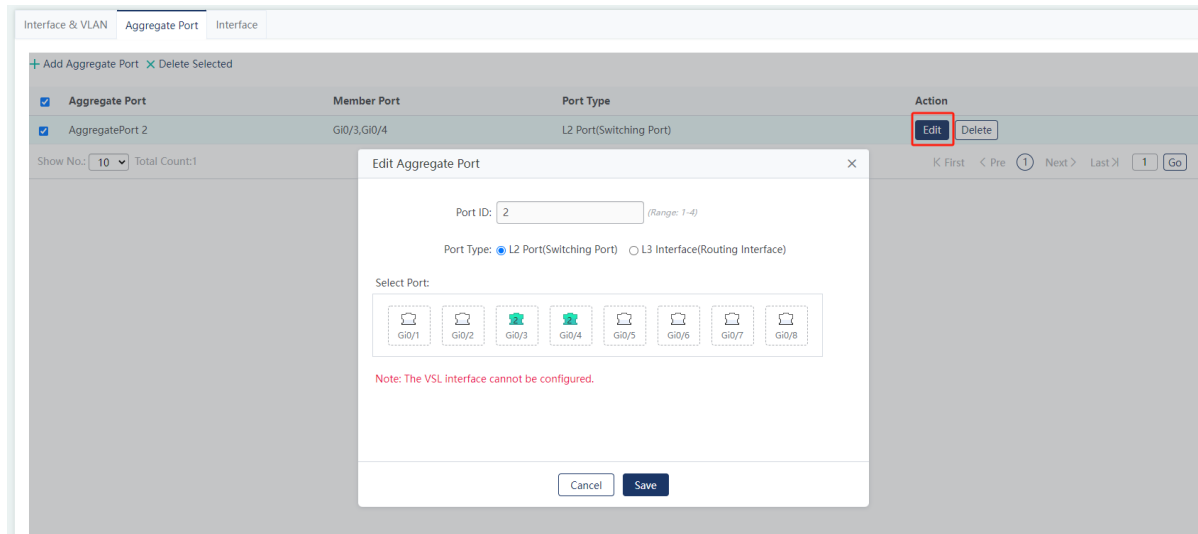 Interface & VLAN Aggregate Port Interface
Add Aggregate Port Delete Selected
Aggregate Port Member Port Port Type Action
AggregatePort 2 Gi0/3,Gi0/4 L2 Port(Switching Port) Edit Delete
Show No.: 10 Total Count:1 First Pre 1 Next Last 1 Go
Edit Aggregate Port
Port ID: 2 (Range: 1-4)
Port Type: L2 Port(Switching Port) L3 Interface(Routing Interface)
Select Port:
2 2
Gi0/1 Gi0/2 Gi0/3 Gi0/4 Gi0/5 Gi0/6 Gi0/7 Gi0/8
Note: The VSL interface cannot be configured.
Cancel Save